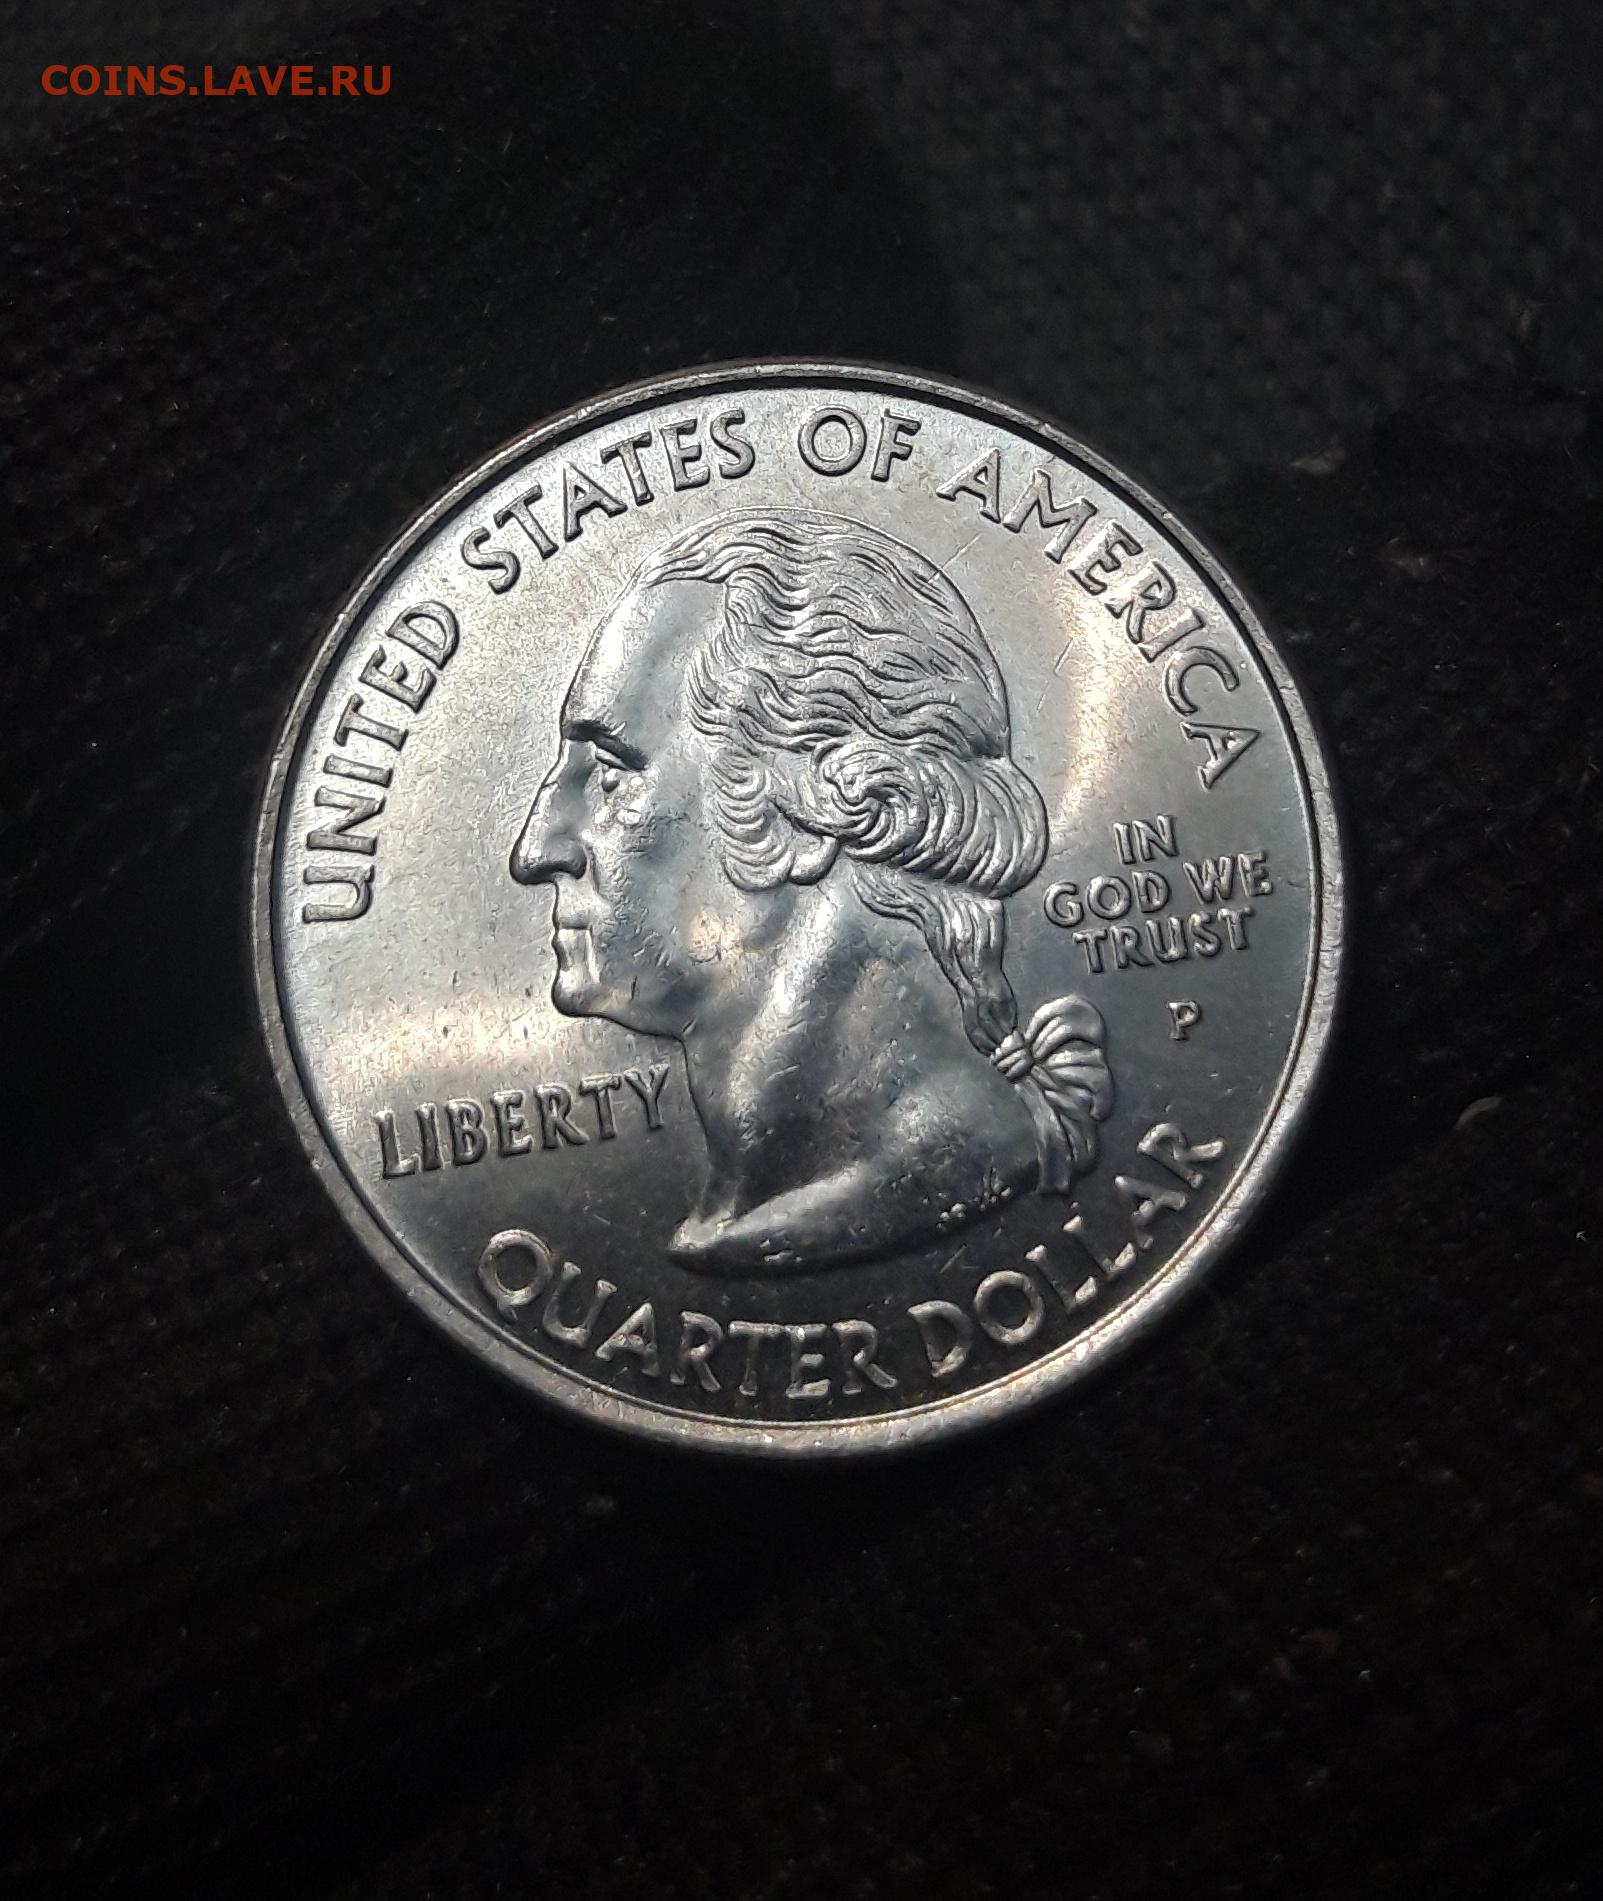 COINS.LAVE.RU
UNITED STATES OF AMERICA
IN
GOD WE
TRUST
P
LIBERTY
QUARTER DOLLAR